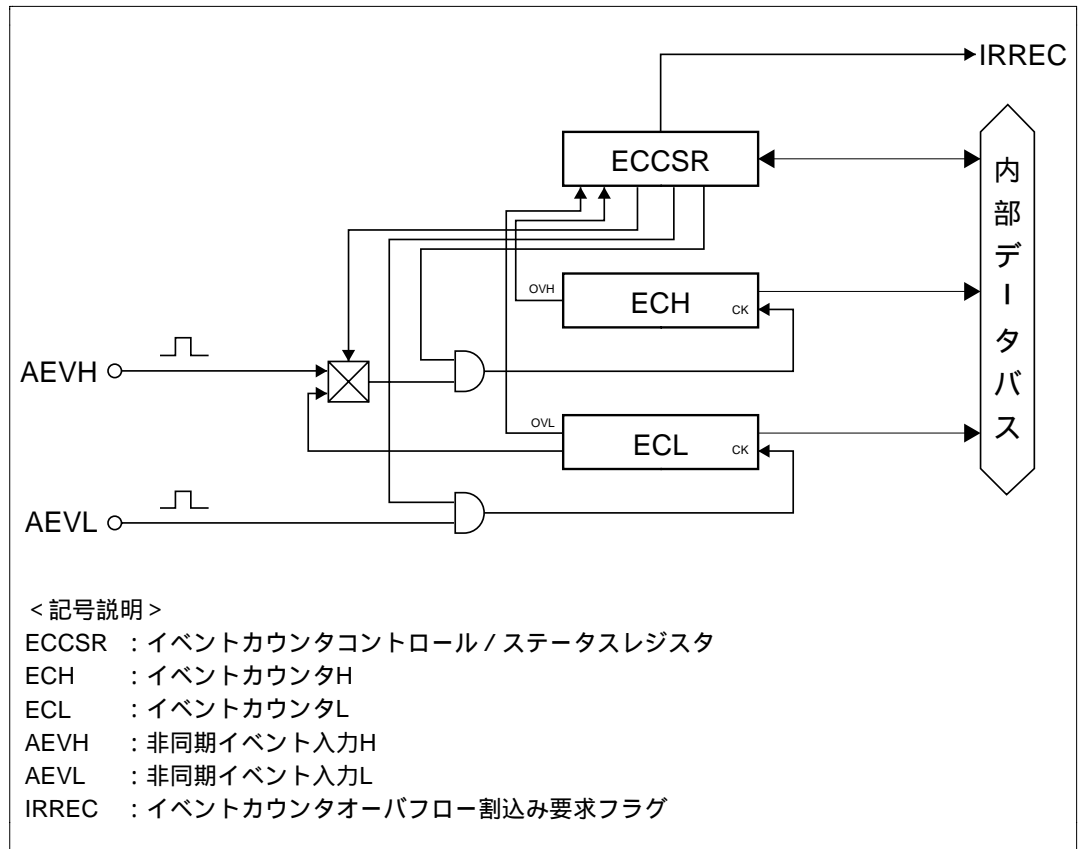 IRREC
ECCSR
内部データバス
OVH
ECH
CK
AEVH
OVL
ECL
CK
AEVL
<記号説明>
ECCSR :イベントカウンタコントロール/ステータスレジスタ
ECH :イベントカウンタH
ECL :イベントカウンタL
AEVH :非同期イベント入力H
AEVL :非同期イベント入力L
IRREC :イベントカウンタオーバフロー割込み要求フラグ